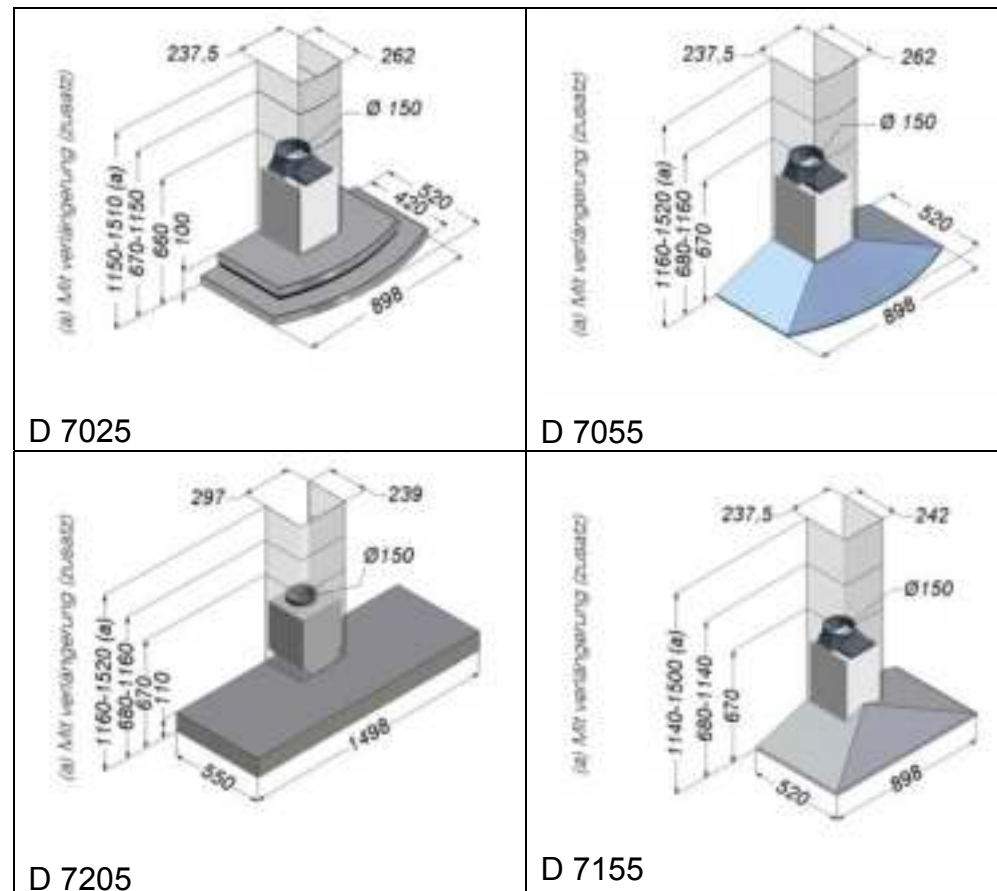 237,5
262
Ø 150
(a) Mit verlängerung (zusatz)
1150-1510 (a)
670-1150
660
100
520
420
898
D 7025
237,5
262
Ø 150
(a) Mit verlängerung (zusatz)
1160-1520 (a)
680-1160
670
520
898
D 7055
297
239
Ø150
(a) Mit verlängerung (zusatz)
1160-1520 (a)
680-1160
670
110
550
1498
D 7205
237,5
242
Ø150
(a) Mit verlängerung (zusatz)
1140-1500 (a)
680-1140
670
520
898
D 7155